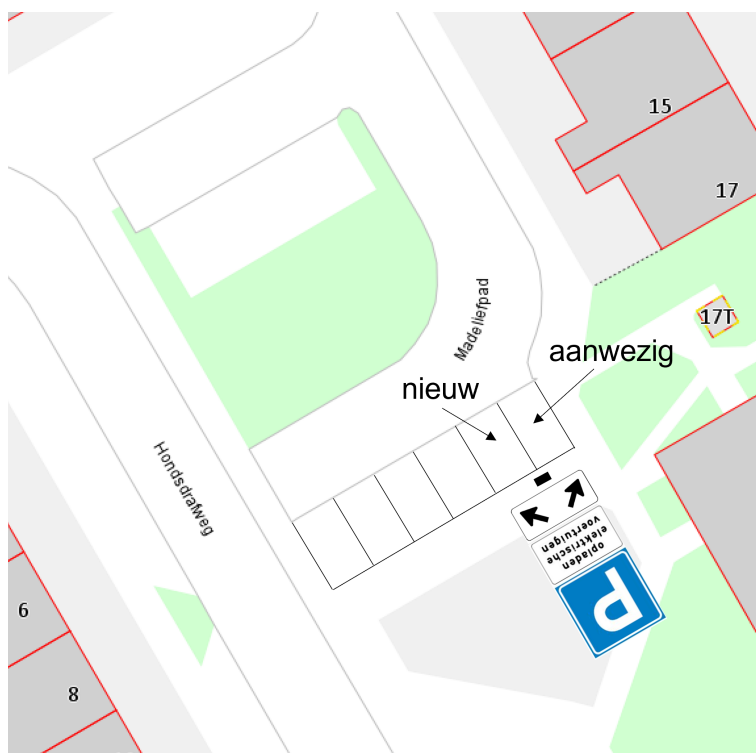 15
17
17T
Madeliefpad
aanwezig
nieuw
Hondsdrafweg
opladen
elektrische
voertuigen
P
6
8